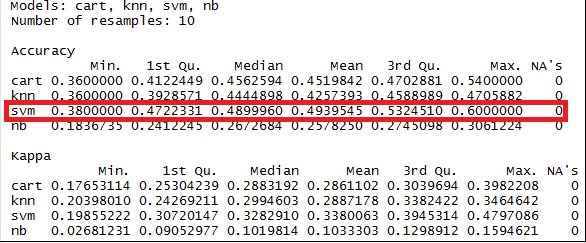 Models: cart, knn, svm, nb
Number of resamples: 10
Accuracy
Min. 1st Qu. Median Mean 3rd Qu. Max. NA's
cart 0.3600000 0.4122449 0.4562594 0.4519842 0.4702881 0.5400000 0
knn 0.3600000 0.3928571 0.4444898 0.4257393 0.4588989 0.4705882 0
svm 0.3800000 0.4722331 0.4899960 0.4939545 0.5324510 0.6000000 0
nb 0.1836735 0.2412245 0.2672684 0.2578250 0.2745098 0.3061224 0
Kappa
Min. 1st Qu. Median Mean 3rd Qu. Max. NA's
cart 0.17653114 0.25304239 0.2883192 0.2861102 0.3039694 0.3982208 0
knn 0.20398010 0.24269211 0.2994603 0.2887178 0.3382422 0.3464642 0
svm 0.19855222 0.30720147 0.3282910 0.3380063 0.3945314 0.4797086 0
nb 0.02681231 0.09052977 0.1019814 0.1033303 0.1298912 0.1594621 0